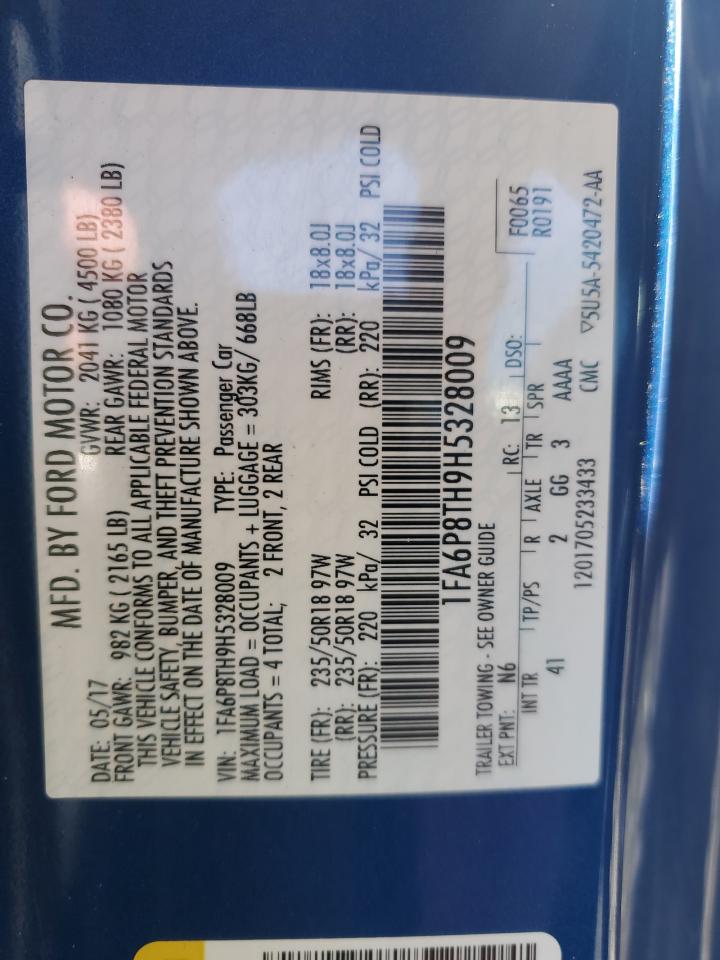 MFD. BY FORD MOTOR CO.
DATE: 05/17 GVWR: 2041 KG ( 4500 LB)
FRONT GAWR: 982 KG ( 2165 LB) REAR GAWR: 1080 KG ( 2380 LB)
THIS VEHICLE CONFORMS TO ALL APPLICABLE FEDERAL MOTOR
VEHICLE SAFETY, BUMPER, AND THEFT PREVENTION STANDARDS
IN EFFECT ON THE DATE OF MANUFACTURE SHOWN ABOVE.
VIN: 1FA6P8TH9H5328009 TYPE: Passenger Car
MAXIMUM LOAD = OCCUPANTS + LUGGAGE = 303KG/ 668LB
OCCUPANTS = 4 TOTAL; 2 FRONT, 2 REAR
TIRE (FR): 235/50R18 97W RIMS (FR): 18x8.0J
(RR): 235/50R18 97W (RR): 18x8.0J
PRESSURE (FR): 220 kPa/ 32 PSI COLD (RR): 220 kPa/ 32 PSI COLD
1FA6P8TH9H5328009
TRAILER TOWING - SEE OWNER GUIDE
EXT PNT: N6 RC: 13 DSO: F0065
R0191
INT TR TP/PS R AXLE TR SPR
41 2 GG 3 AAAA
1201705233433 CMC ▽5U5A-5420472-AA